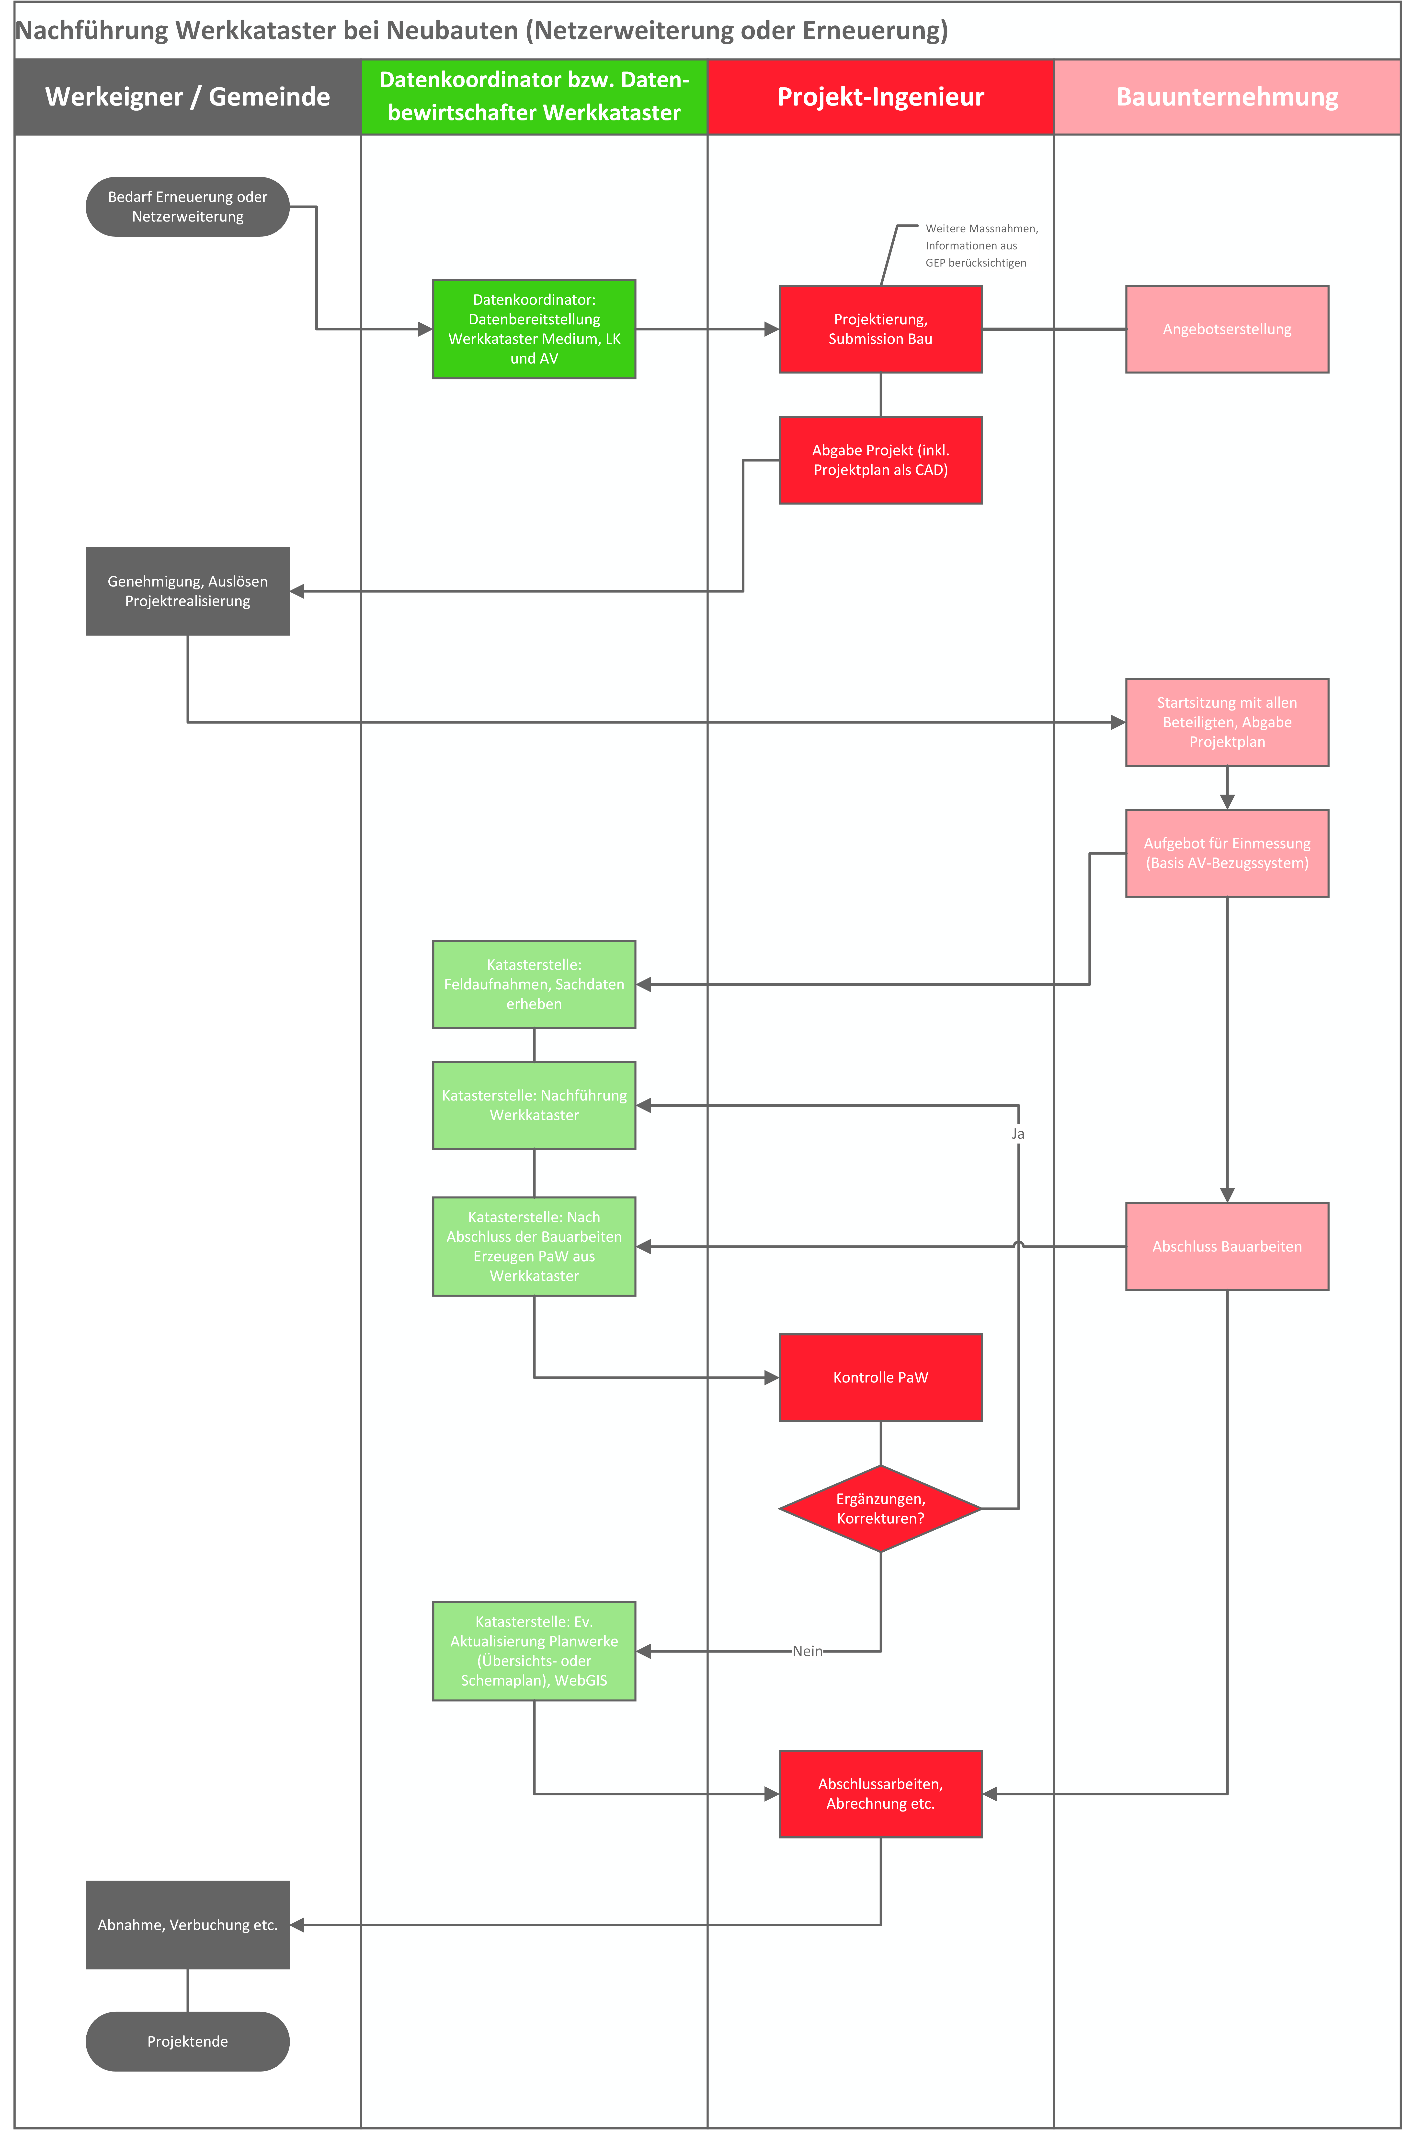 Nachführung Werkkataster bei Neubauten (Netzerweiterung oder Erneuerung)
Werkeigner / Gemeinde
Datenkoordinator bzw. Daten-
bewirtschafter Werkkataster
Projekt-Ingenieur
Bauunternehmung
Bedarf Erneuerung oder
Netzerweiterung
Weitere Massnahmen,
Informationen aus
GEP berücksichtigen
Datenkoordinator:
Datenbereitstellung
Werkkataster Medium, LK
und AV
Projektierung,
Submission Bau
Angebotserstellung
Abgabe Projekt (inkl.
Projektplan als CAD)
Genehmigung, Auslösen
Projektrealisierung
Startsitzung mit allen
Beteiligten, Abgabe
Projektplan
Aufgebot für Einmessung
(Basis AV-Bezugssystem)
Katasterstelle:
Feldaufnahmen, Sachdaten
erheben
Katasterstelle: Nachführung
Werkkataster
Ja
Katasterstelle: Nach
Abschluss der Bauarbeiten
Erzeugen PaW aus
Werkkataster
Abschluss Bauarbeiten
Kontrolle PaW
Ergänzungen,
Korrekturen?
Katasterstelle: Ev.
Aktualisierung Planwerke
(Übersichts- oder
Schemaplan), WebGIS
Nein
Abschlussarbeiten,
Abrechnung etc.
Abnahme, Verbuchung etc.
Projektende